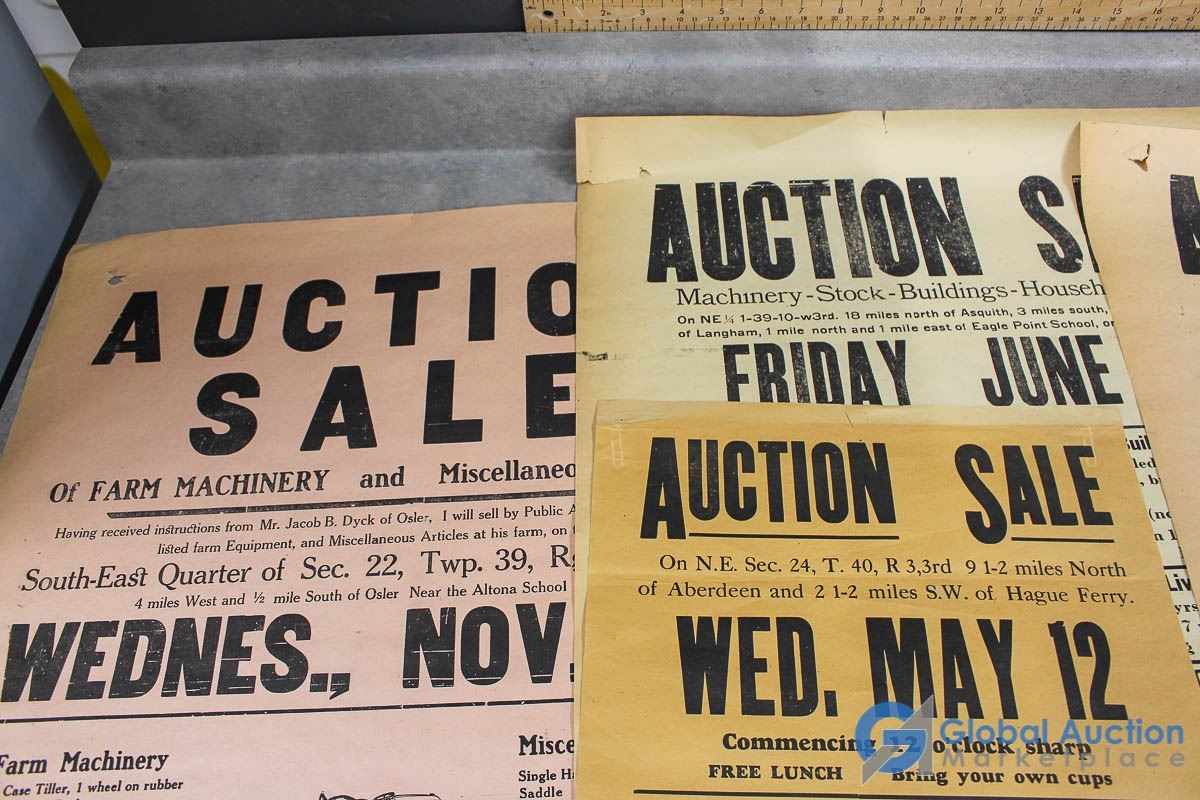 AUCTIO
SALE
Of FARM MACHINERY and Miscellaneo
Having received instructions from Mr. Jacob B. Dyck of Osler, I will sell by Public A
listed farm Equipment, and Miscellaneous Articles at his farm, on
South-East Quarter of Sec. 22, Twp. 39, R
4 miles West and ½ mile South of Osler Near the Altona School
WEDNES., NOV.
Farm Machinery
Case Tiller, 1 wheel on rubber
Misce
Single Ha
Saddle
AUCTION SA
Machinery-Stock-Buildings-Househ
On NE¼ 1-39-10-w3rd. 18 miles north of Asquith, 3 miles south,
of Langham, 1 mile north and 1 mile east of Eagle Point School, or
FRIDAY JUNE
AUCTION SALE
On N.E. Sec. 24, T. 40, R 3,3rd 9 1-2 miles North
of Aberdeen and 2 1-2 miles S.W. of Hague Ferry.
WED. MAY 12
Commencing 12 o'clock sharp
FREE LUNCH Bring your own cups
Global Auction
Marketplace